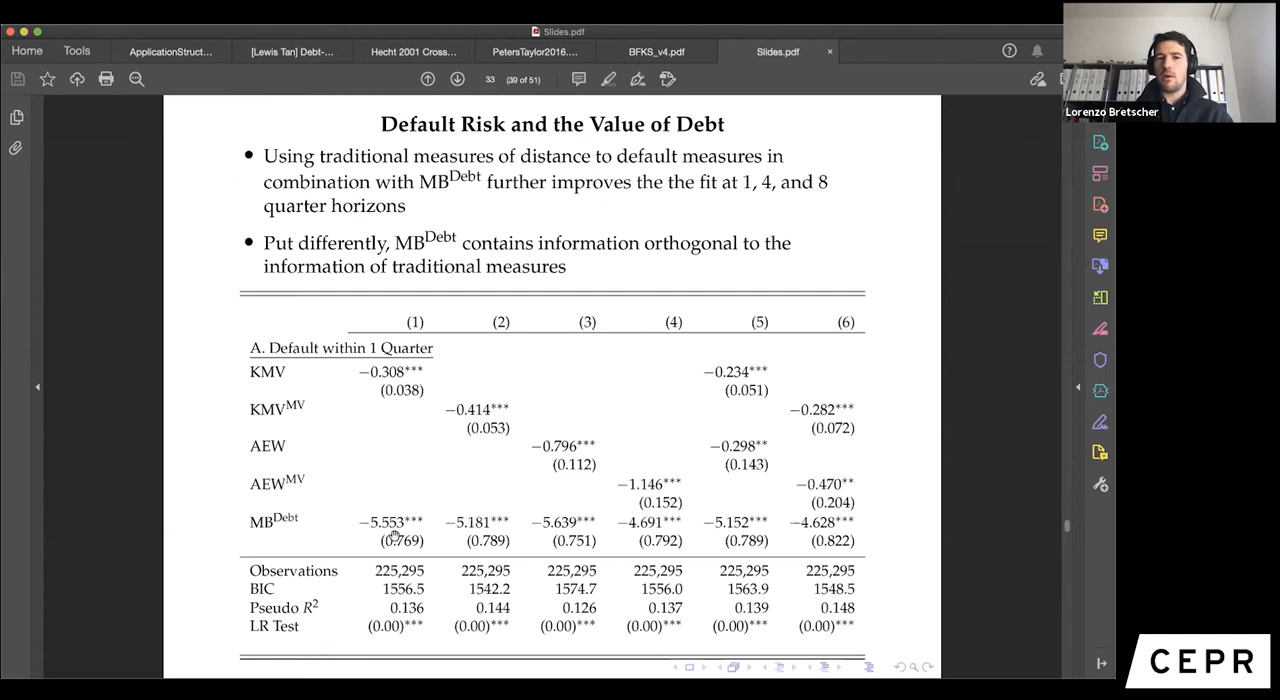 Slides.pdf
Home Tools ApplicationStruct... [Lewis Tan] Debt-... Hecht 2001 Cross... PetersTaylor2016.... BFKS_v4.pdf Slides.pdf ×
33 (39 of 51)
Lorenzo Bretscher
Default Risk and the Value of Debt
• Using traditional measures of distance to default measures in
combination with MB^Debt further improves the the fit at 1, 4, and 8
quarter horizons
• Put differently, MB^Debt contains information orthogonal to the
information of traditional measures
(1) (2) (3) (4) (5) (6)
A. Default within 1 Quarter
KMV −0.308*** −0.234***
(0.038) (0.051)
KMV^MV −0.414*** −0.282***
(0.053) (0.072)
AEW −0.796*** −0.298**
(0.112) (0.143)
AEW^MV −1.146*** −0.470**
(0.152) (0.204)
MB^Debt −5.553*** −5.181*** −5.639*** −4.691*** −5.152*** −4.628***
(0.769) (0.789) (0.751) (0.792) (0.789) (0.822)
Observations 225,295 225,295 225,295 225,295 225,295 225,295
BIC 1556.5 1542.2 1574.7 1556.0 1563.9 1548.5
Pseudo R² 0.136 0.144 0.126 0.137 0.139 0.148
LR Test (0.00)*** (0.00)*** (0.00)*** (0.00)*** (0.00)*** (0.00)***
CEPR